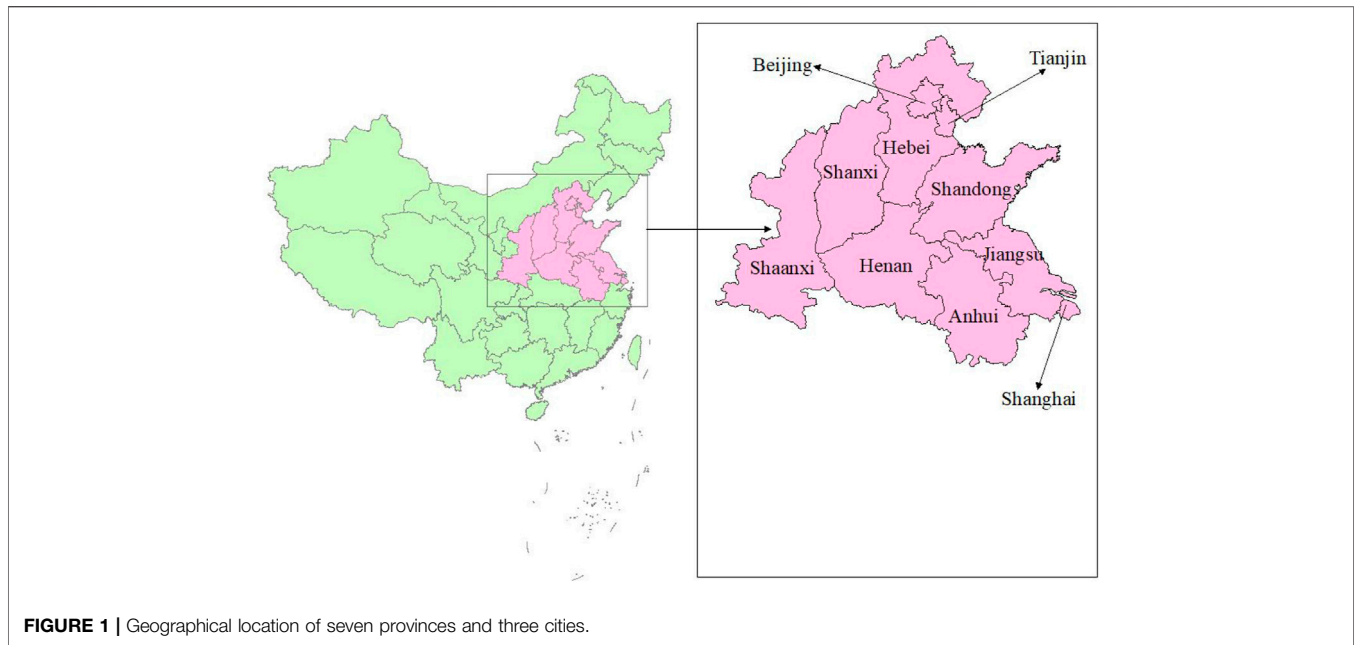 Beijing
Tianjin
Hebei
Shanxi
Shandong
Jiangsu
Shaanxi
Henan
Anhui
Shanghai
FIGURE 1 | Geographical location of seven provinces and three cities.